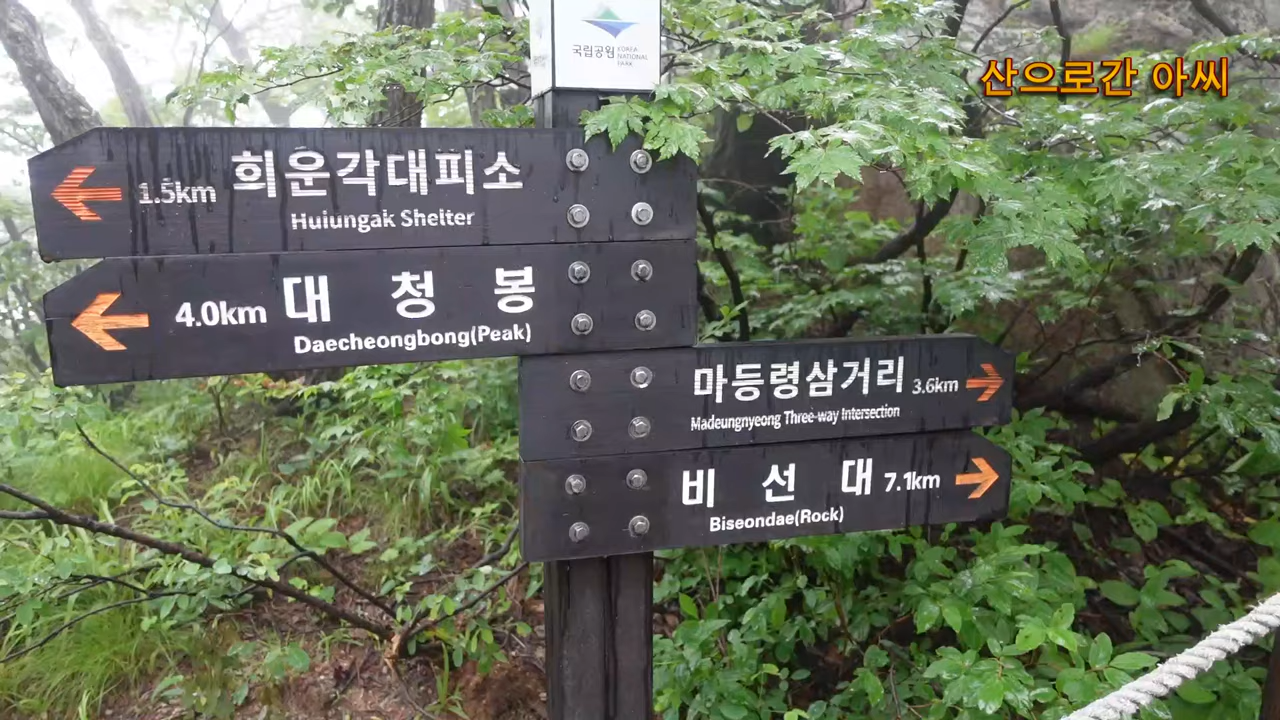 국립공원 KOREA NATIONAL PARK
산으로간 아씨
1.5km 희운각대피소
Huiungak Shelter
4.0km 대 청 봉
Daecheongbong(Peak)
마등령삼거리 3.6km
Madeungnyeong Three-way Intersection
비 선 대 7.1km
Biseondae(Rock)